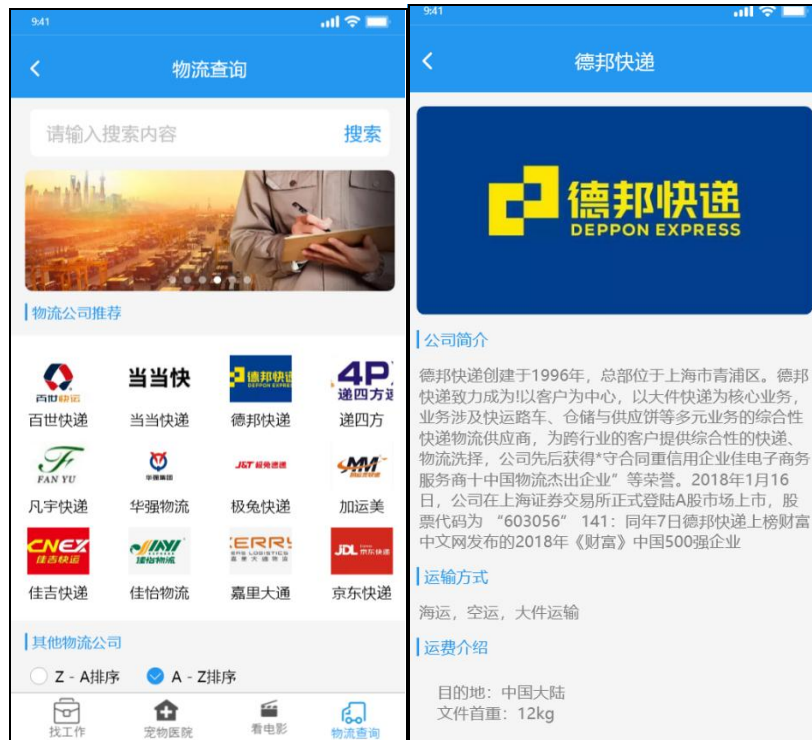 9:41
物流查询
请输入搜索内容
搜索
物流公司推荐
百世快运
当当快
德邦快递
DEPPON EXPRESS
4P
递四方速
百世快递
当当快递
德邦快递
递四方
FAN YU
华强集团
J&T 极兔速递
凡宇快递
华强物流
极兔快递
加运美
CNEX
佳吉快运
JIAYI
佳怡物流
KERRY
嘉里大通物流
JDL 京东快递
佳吉快递
佳怡物流
嘉里大通
京东快递
其他物流公司
Z - A排序
A - Z排序
找工作
宠物医院
看电影
物流查询
9:41
德邦快递
德邦快递
DEPPON EXPRESS
公司简介
德邦快递创建于1996年，总部位于上海市青浦区。德邦
快递致力成为!以客户为中心，以大件快递为核心业务，
业务涉及快运路车、仓储与供应饼等多元业务的综合性
快递物流供应商，为跨行业的客户提供综合性的快递、
物流选择，公司先后获得*守合同重信用企业佳电子商务
服务商十中国物流杰出企业”等荣誉。2018年1月16
日，公司在上海证券交易所正式登陆A股市场上市，股
票代码为 “603056” 141：同年7日德邦快递上榜财富
中文网发布的2018年《财富》中国500强企业
运输方式
海运，空运，大件运输
运费介绍
目的地：中国大陆
文件首重：12kg